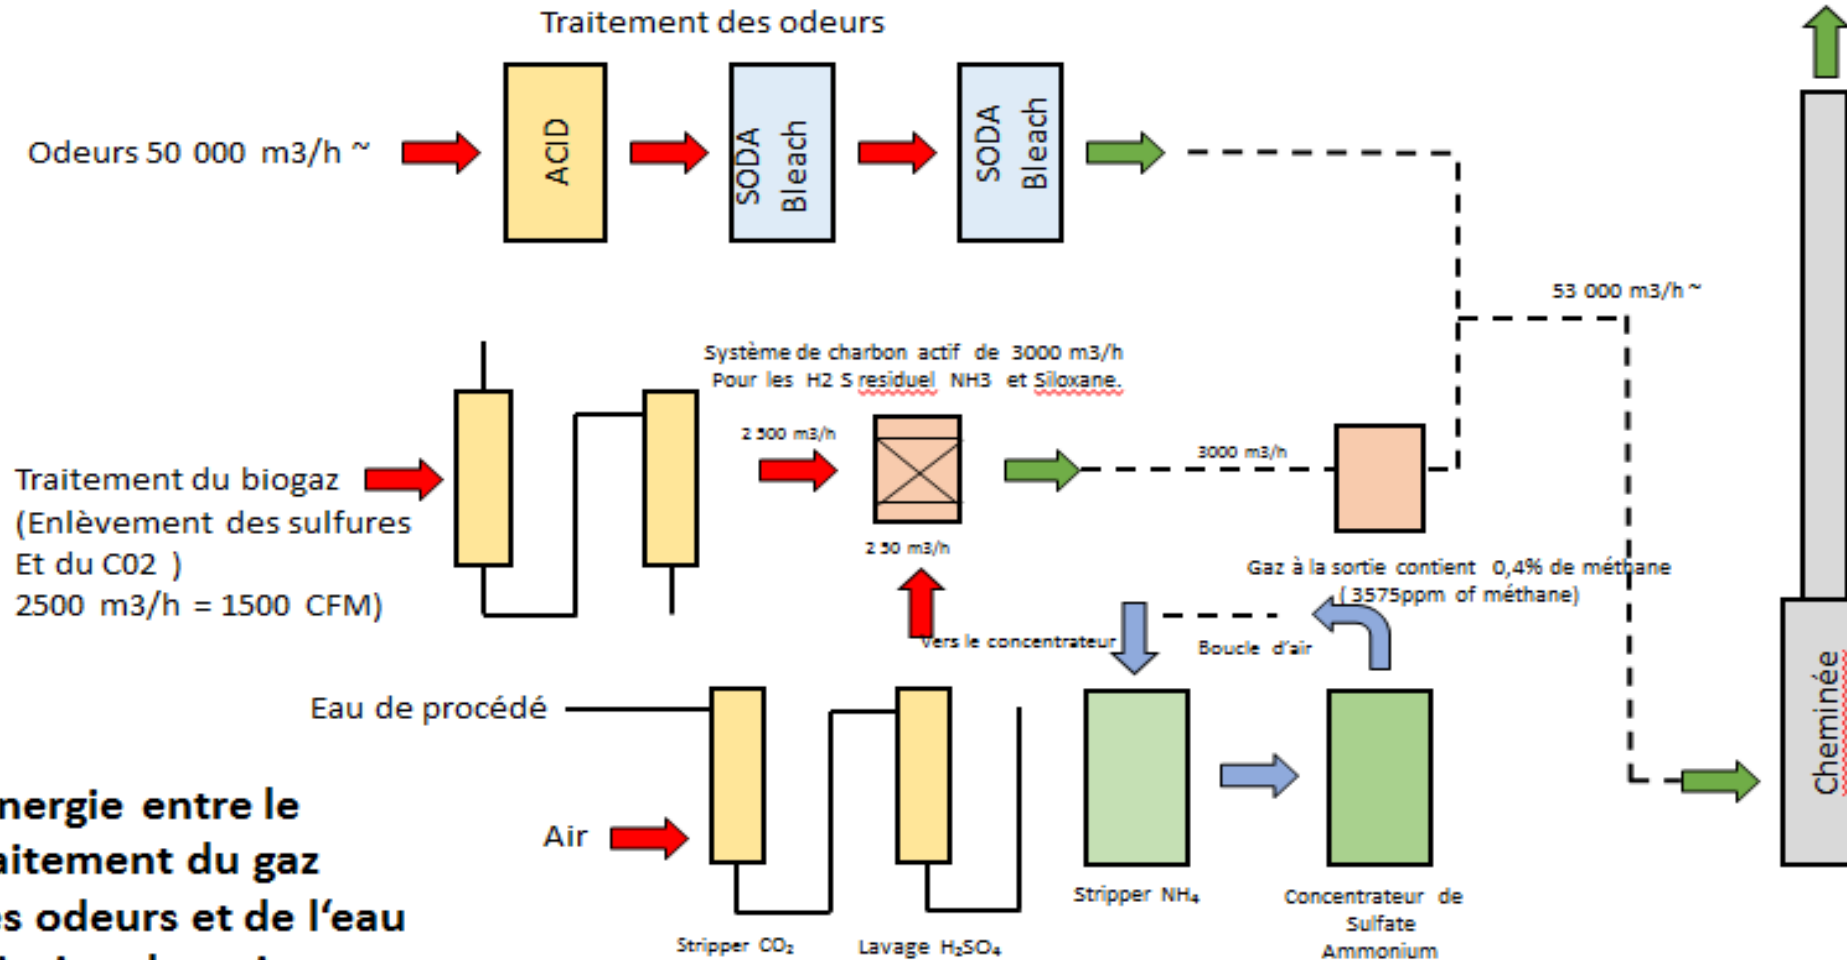 Traitement des odeurs
Odeurs 50 000 m3/h ~
ACID
SODA
Bleach
SODA
Bleach
53 000 m3/h ~
Système de charbon actif de 3000 m3/h
Pour les H2 S residuel NH3 et Siloxane.
2 500 m3/h
3000 m3/h
Traitement du biogaz
(Enlèvement des sulfures
Et du C02 )
2500 m3/h = 1500 CFM)
2 50 m3/h
Gaz à la sortie contient 0,4% de méthane
( 3575ppm of méthane)
Vers le concentrateur
Boucle d'air
Eau de procédé
Air
Cheminée
nergie entre le
aitement du gaz
es odeurs et de l'eau
Stripper CO₂
Lavage H₂SO₄
Stripper NH₄
Concentrateur de
Sulfate
Ammonium